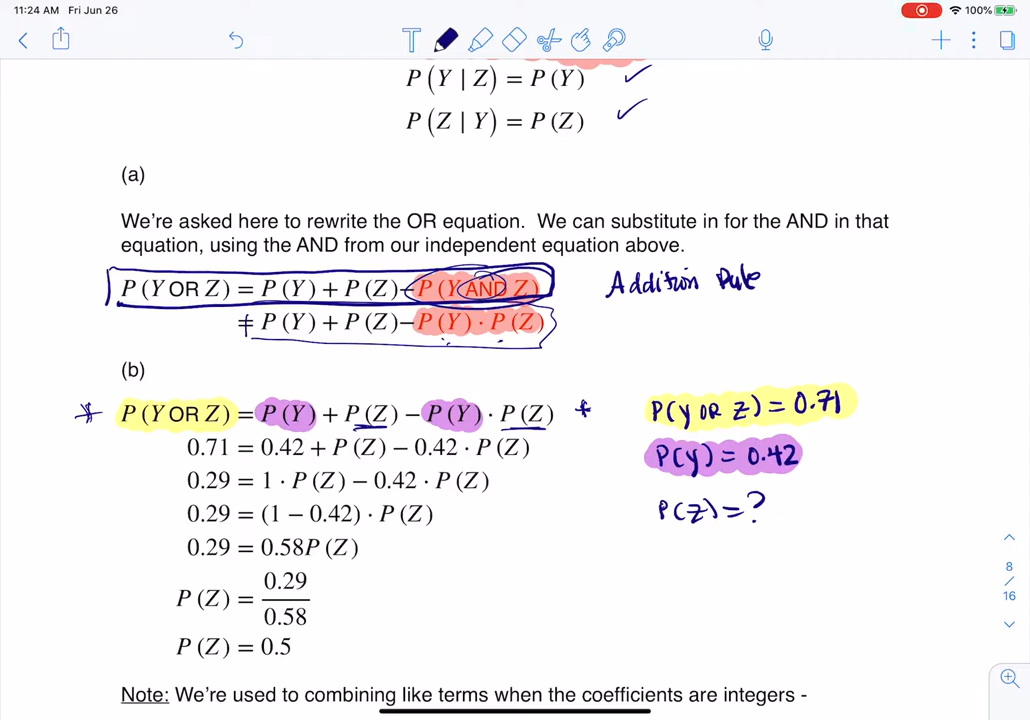 11:24 AM Fri Jun 26
100%
T
P(Y | Z) = P(Y)
P(Z | Y) = P(Z)
(a)
We're asked here to rewrite the OR equation. We can substitute in for the AND in that
equation, using the AND from our independent equation above.
P(Y OR Z) = P(Y) + P(Z) − P(Y AND Z) Addition Rule
= P(Y) + P(Z) − P(Y) · P(Z)
(b)
* P(Y OR Z) = P(Y) + P(Z) − P(Y) · P(Z) * P(Y OR Z) = 0.71
0.71 = 0.42 + P(Z) − 0.42 · P(Z) P(Y) = 0.42
0.29 = 1 · P(Z) − 0.42 · P(Z)
0.29 = (1 − 0.42) · P(Z) P(Z) = ?
0.29 = 0.58P(Z)
P(Z) = 0.29 / 0.58
P(Z) = 0.5
Note: We're used to combining like terms when the coefficients are integers -
8 / 16